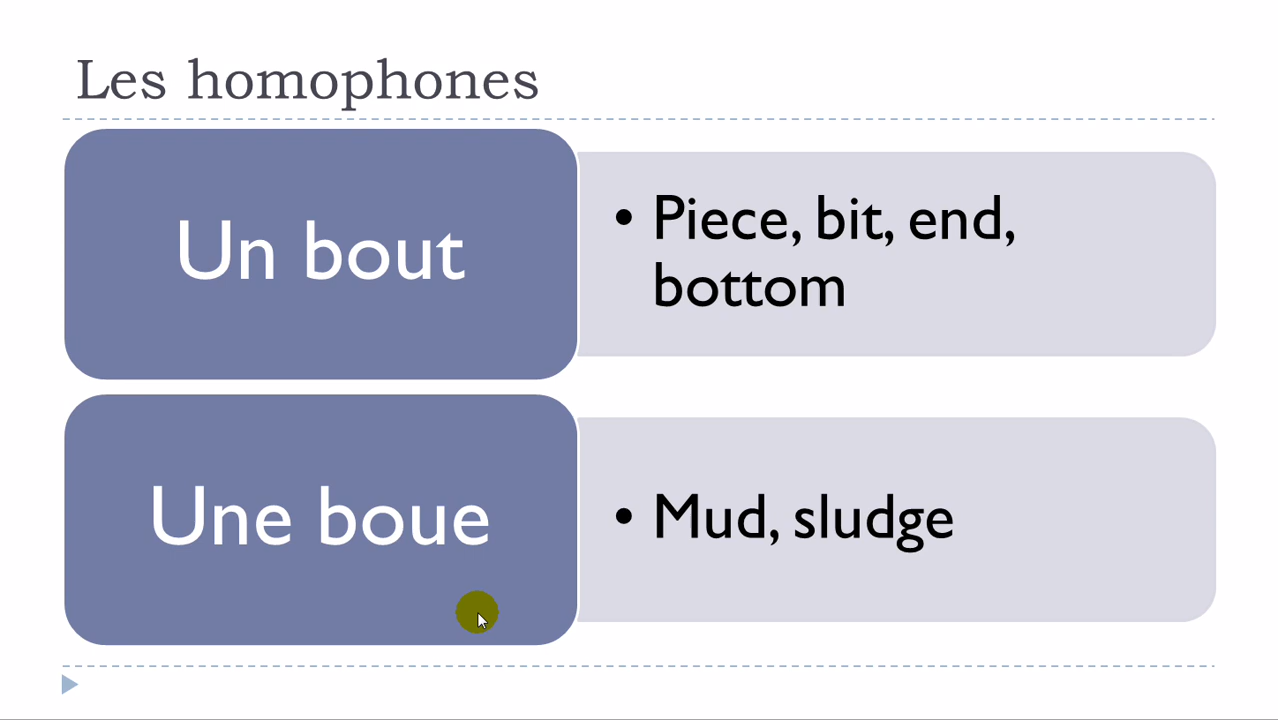 Les homophones
Un bout
• Piece, bit, end,
bottom
Une boue
• Mud, sludge